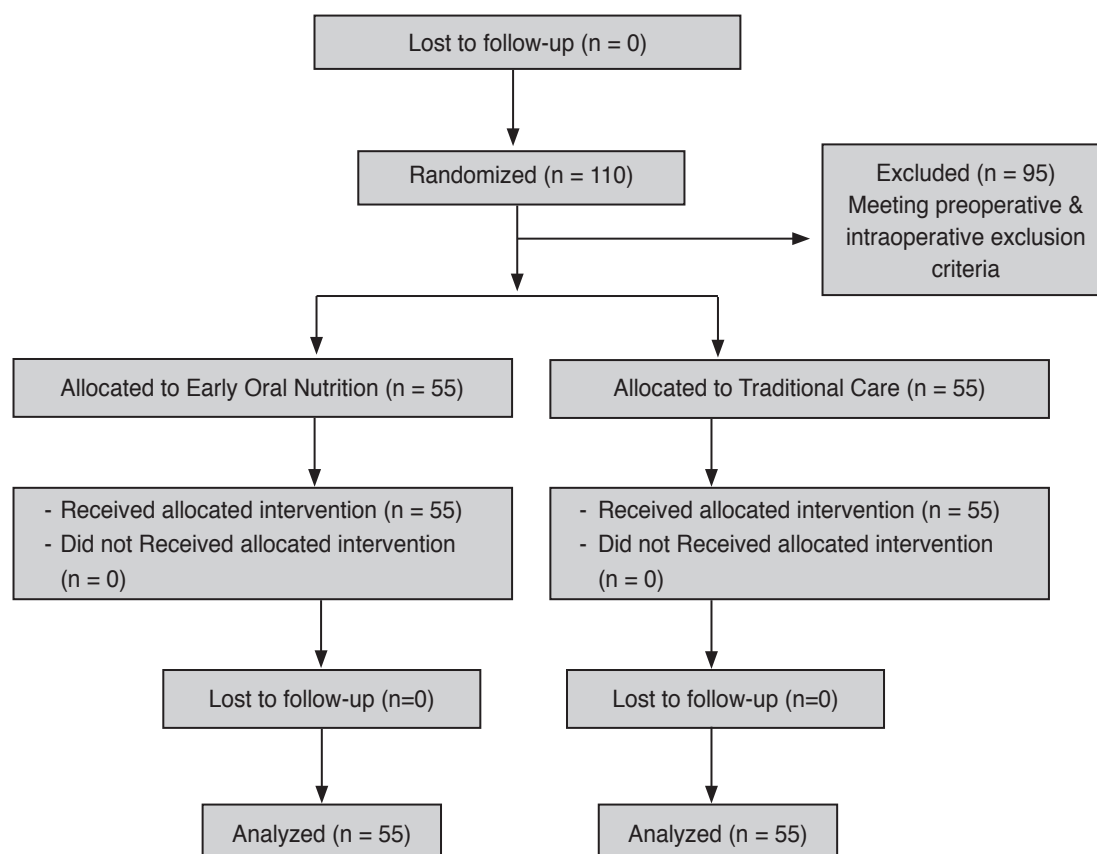 Lost to follow-up (n = 0)
Randomized (n = 110)
Excluded (n = 95)
Meeting preoperative &
intraoperative exclusion
criteria
Allocated to Early Oral Nutrition (n = 55)
Allocated to Traditional Care (n = 55)
- Received allocated intervention (n = 55)
- Did not Received allocated intervention
(n = 0)
- Received allocated intervention (n = 55)
- Did not Received allocated intervention
(n = 0)
Lost to follow-up (n=0)
Lost to follow-up (n=0)
Analyzed (n = 55)
Analyzed (n = 55)